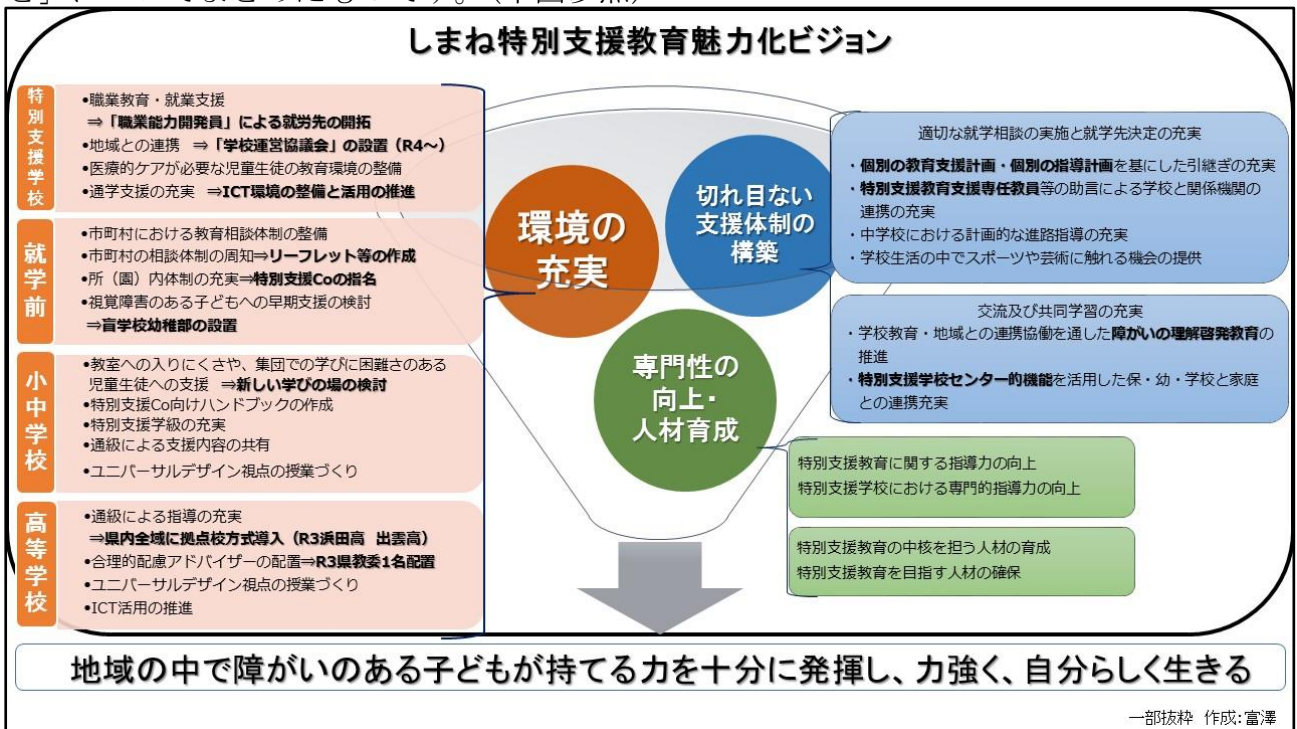 しまね特別支援教育魅力化ビジョン
特別支援学校
•職業教育・就業支援
⇒「職業能力開発員」による就労先の開拓
•地域との連携 ⇒「学校運営協議会」の設置（R4～）
•医療的ケアが必要な児童生徒の教育環境の整備
•通学支援の充実 ⇒ICT環境の整備と活用の推進
就学前
•市町村における教育相談体制の整備
•市町村の相談体制の周知⇒リーフレット等の作成
•所（園）内体制の充実⇒特別支援Coの指名
•視覚障害のある子どもへの早期支援の検討
⇒盲学校幼稚部の設置
小中学校
•教室への入りにくさや、集団での学びに困難さのある
児童生徒への支援 ⇒新しい学びの場の検討
•特別支援Co向けハンドブックの作成
•特別支援学級の充実
•通級による支援内容の共有
•ユニバーサルデザイン視点の授業づくり
高等学校
•通級による指導の充実
⇒県内全域に拠点校方式導入（R3浜田高 出雲高）
•合理的配慮アドバイザーの配置⇒R3県教委1名配置
•ユニバーサルデザイン視点の授業づくり
•ICT活用の推進
環境の
充実
切れ目ない
支援体制の
構築
専門性の
向上・
人材育成
適切な就学相談の実施と就学先決定の充実
・個別の教育支援計画・個別の指導計画を基にした引継ぎの充実
・特別支援教育支援専任教員等の助言による学校と関係機関の
連携の充実
・中学校における計画的な進路指導の充実
・学校生活の中でスポーツや芸術に触れる機会の提供
交流及び共同学習の充実
・学校教育・地域との連携協働を通した障がいの理解啓発教育の
推進
・特別支援学校センター的機能を活用した保・幼・学校と家庭
との連携充実
特別支援教育に関する指導力の向上
特別支援学校における専門的指導力の向上
特別支援教育の中核を担う人材の育成
特別支援教育を目指す人材の確保
地域の中で障がいのある子どもが持てる力を十分に発揮し、力強く、自分らしく生きる
一部抜粋 作成：富澤